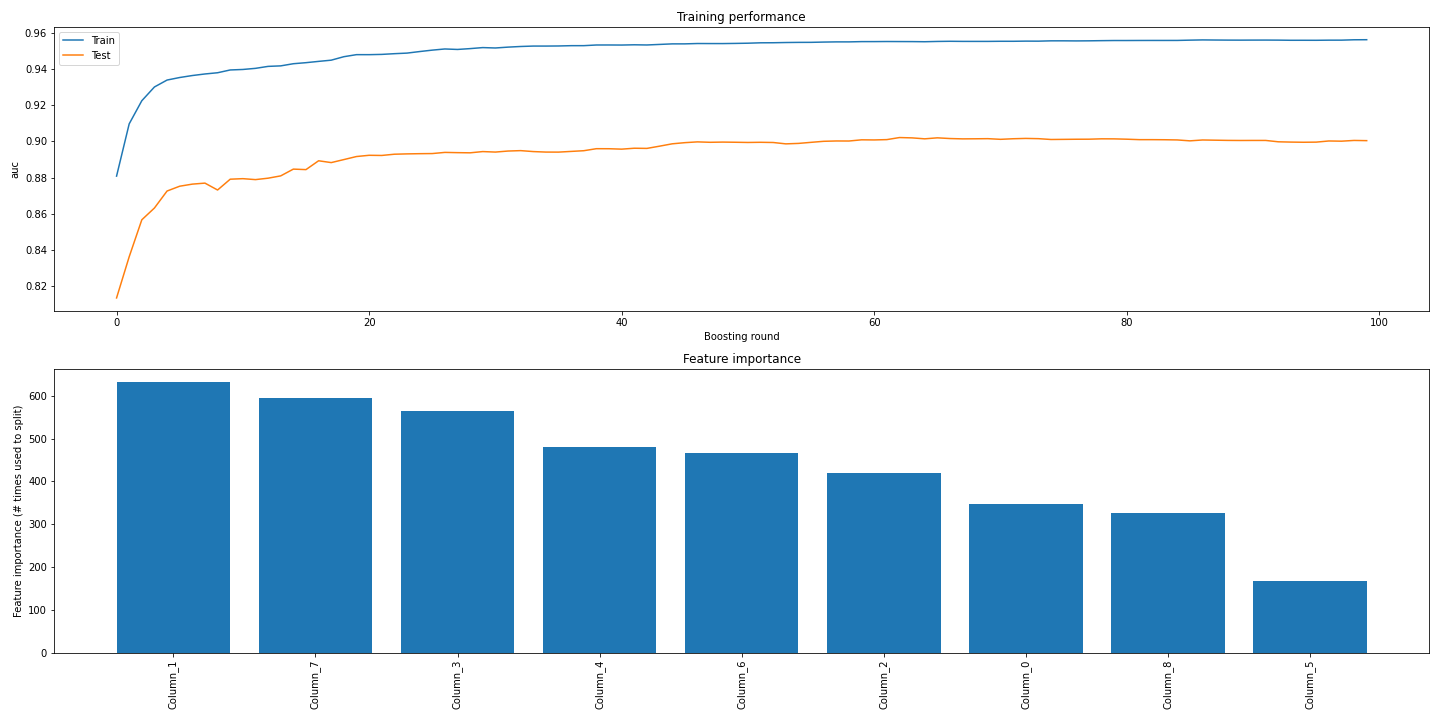 Training performance
Train
Test
auc
0.96
0.94
0.92
0.90
0.88
0.86
0.84
0.82
0 20 40 60 80 100
Boosting round
Feature importance
Feature importance (# times used to split)
600
500
400
300
200
100
0
Column_1 Column_7 Column_3 Column_4 Column_6 Column_2 Column_0 Column_8 Column_5